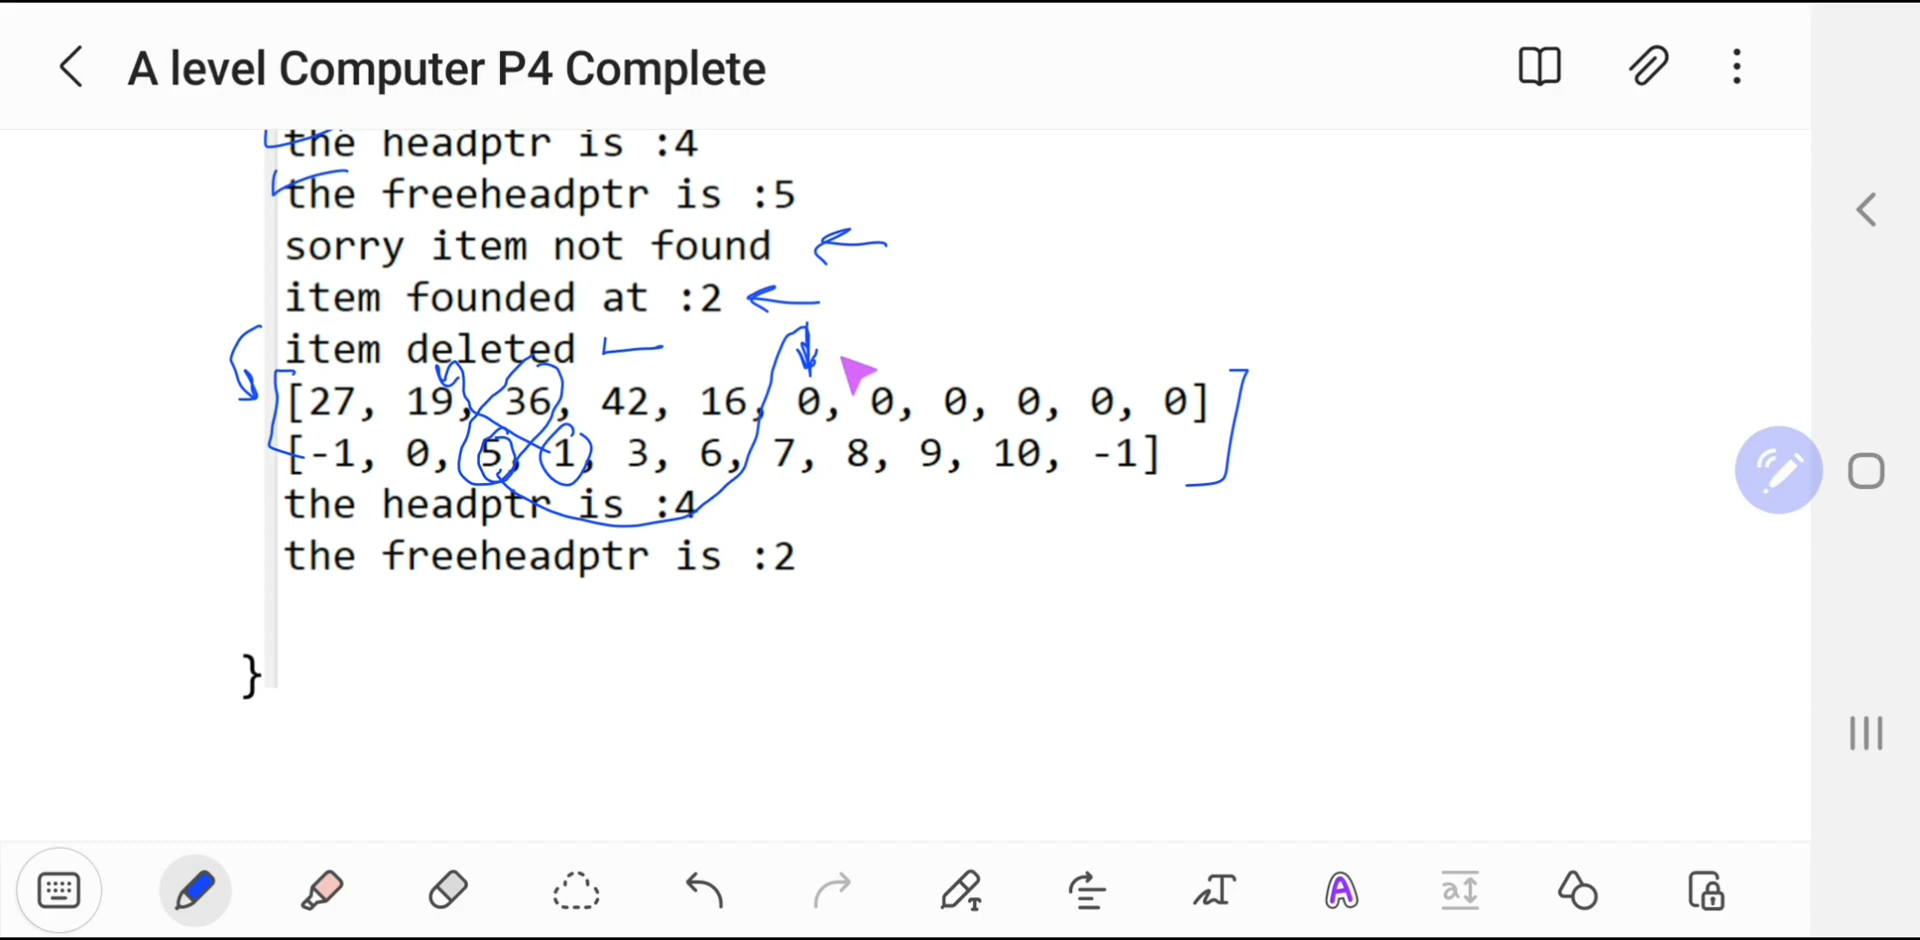 A level Computer P4 Complete
the headptr is :4
the freeheadptr is :5
sorry item not found
item founded at :2
item deleted
[27, 19, 36, 42, 16, 0, 0, 0, 0, 0, 0]
[-1, 0, 5, 1, 3, 6, 7, 8, 9, 10, -1]
the headptr is :4
the freeheadptr is :2
}